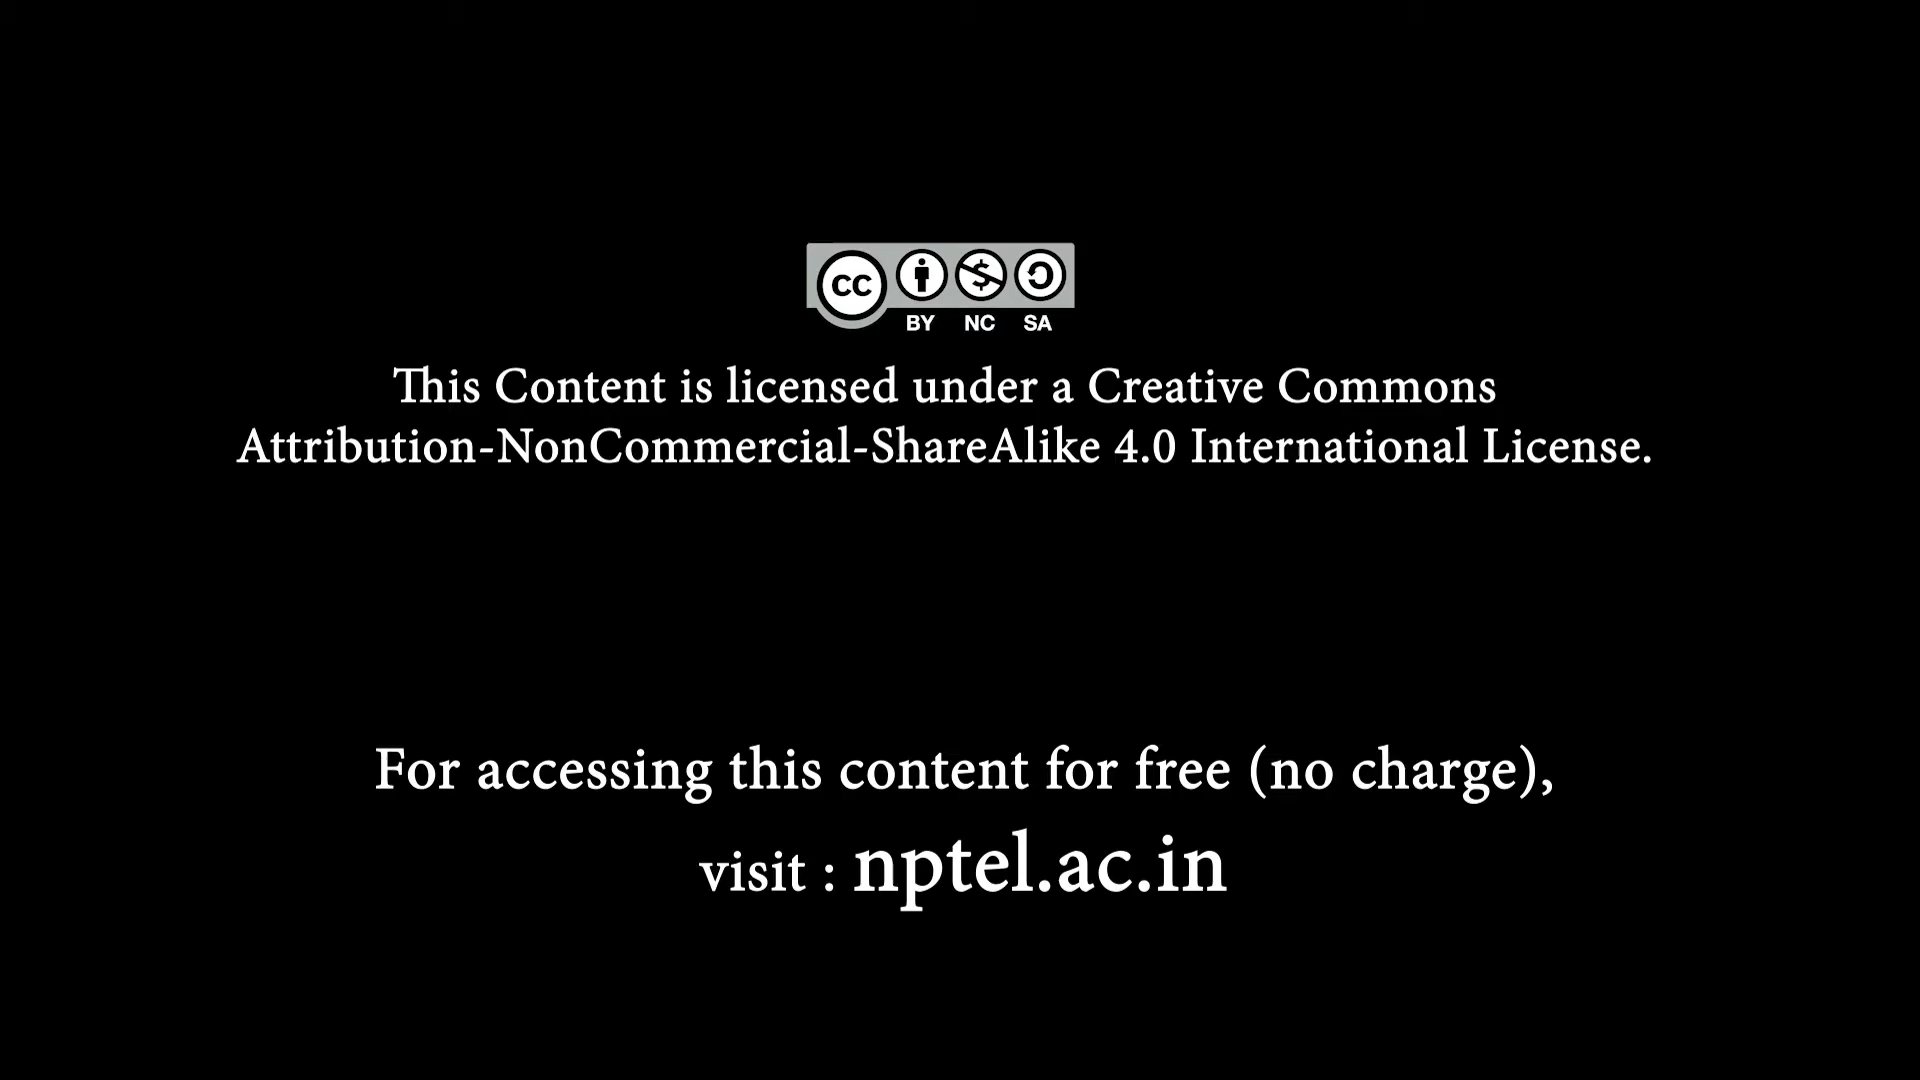 CC BY NC SA
This Content is licensed under a Creative Commons
Attribution-NonCommercial-ShareAlike 4.0 International License.
For accessing this content for free (no charge),
visit : nptel.ac.in